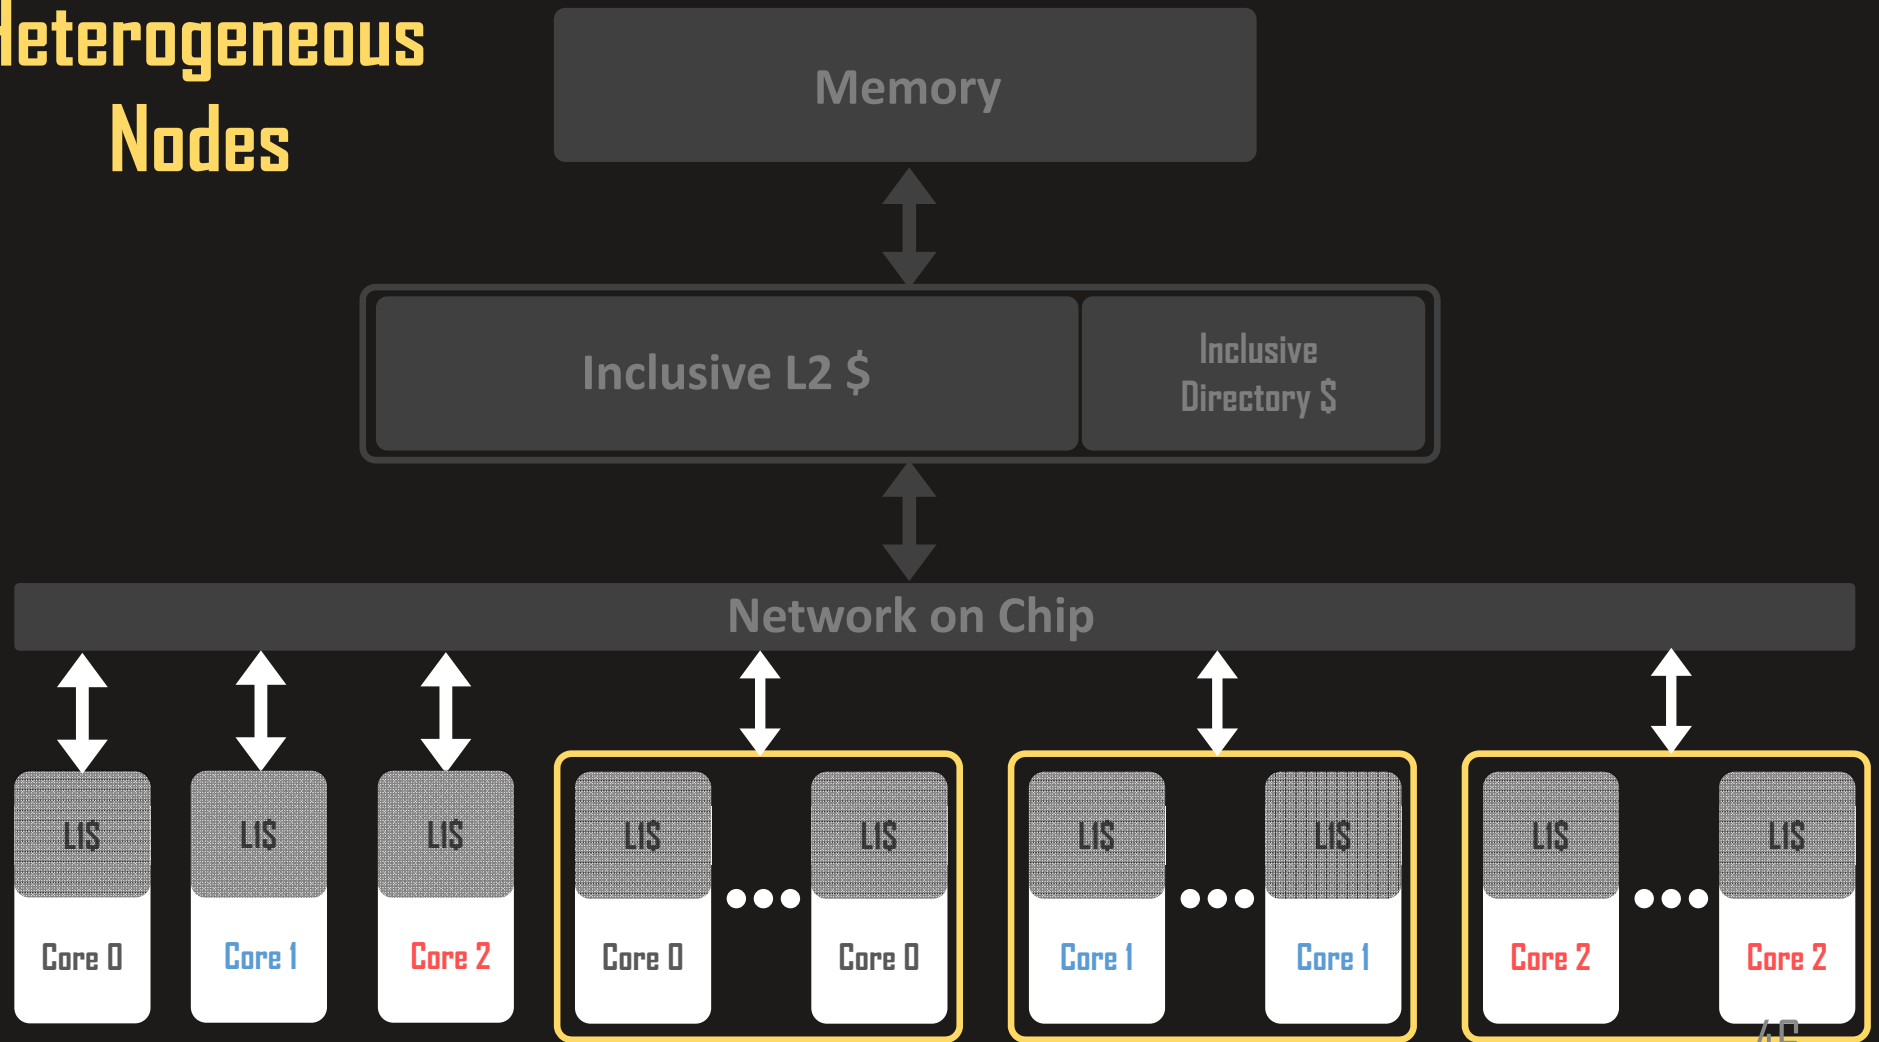 Heterogeneous
Nodes
Memory
Inclusive L2 $
Inclusive
Directory $
Network on Chip
L1$
L1$
L1$
L1$
L1$
L1$
L1$
L1$
L1$
Core 0
Core 1
Core 2
Core 0
Core 0
Core 1
Core 1
Core 2
Core 2